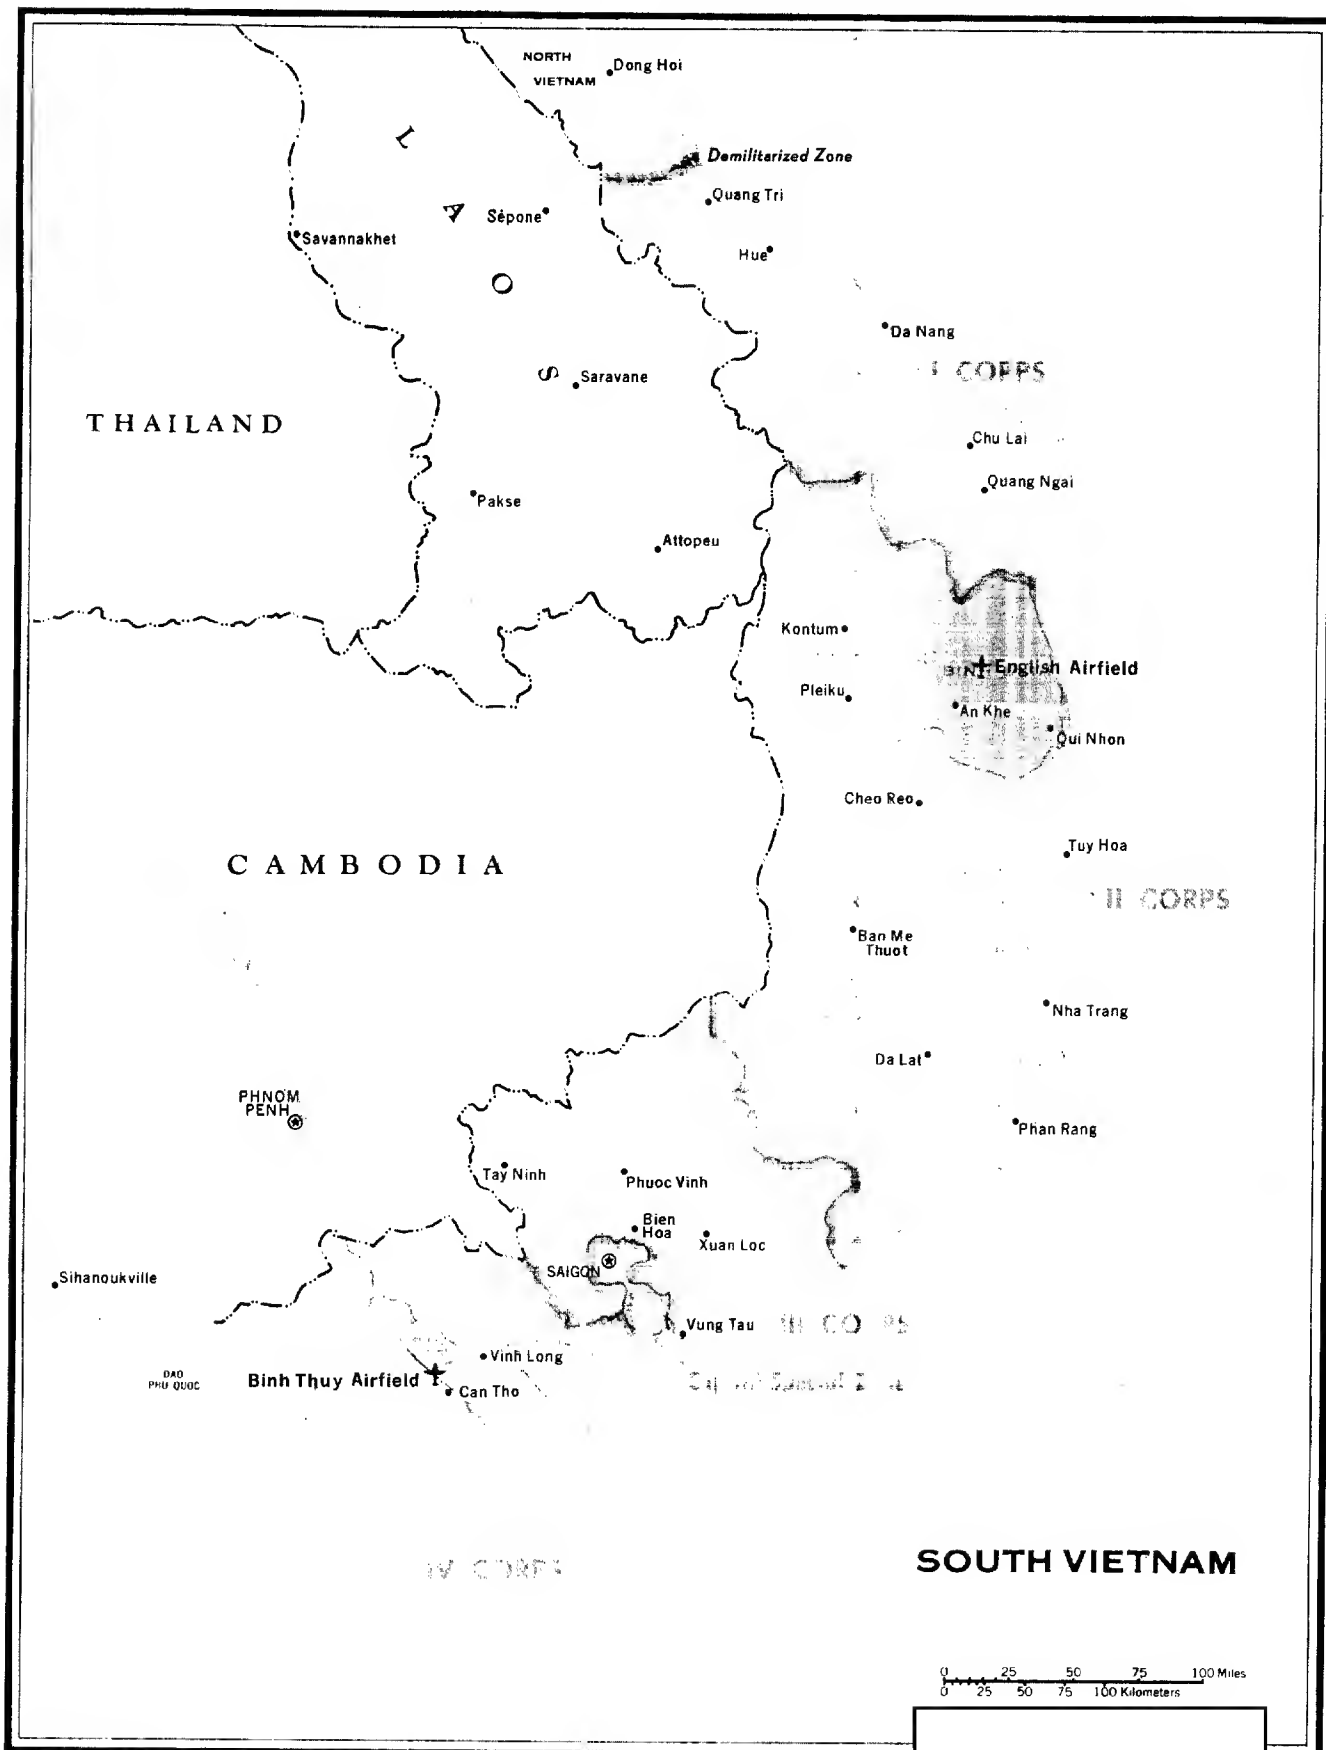 NORTH
VIETNAM
Dong Hoi
LAOS
Demilitarized Zone
Quang Tri
Sépone
Savannakhet
Hue
Da Nang
I CORPS
Saravane
THAILAND
Chu Lai
Quang Ngai
Pakse
Attopeu
Kontum
English Airfield
Pleiku
An Khe
Qui Nhon
Cheo Reo
Tuy Hoa
CAMBODIA
II CORPS
Ban Me
Thuot
Nha Trang
Da Lat
PHNOM
PENH
Phan Rang
Tay Ninh
Phuoc Vinh
Bien
Hoa
Xuan Loc
SAIGON
Sihanoukville
Vung Tau
III CORPS
Vinh Long
DAO
PHU QUOC
Binh Thuy Airfield
Can Tho
IV CORPS
SOUTH VIETNAM
0 25 50 75 100 Miles
0 25 50 75 100 Kilometers